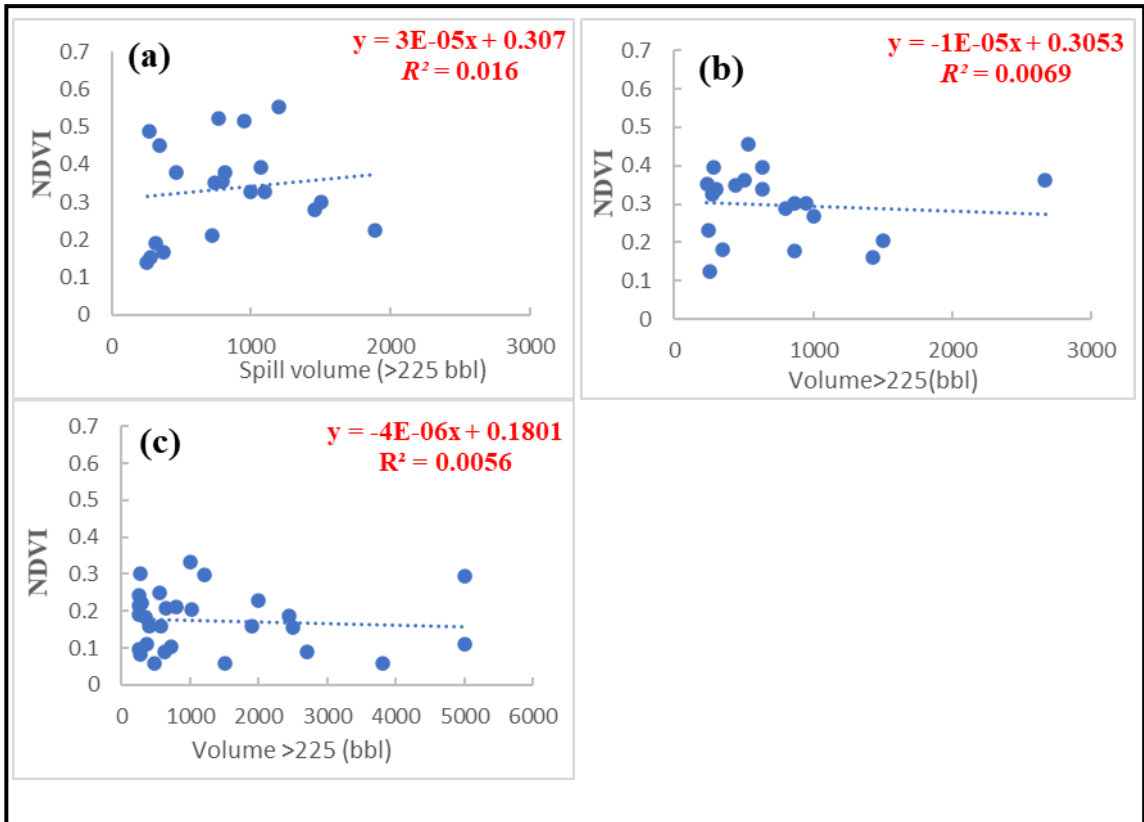 (a)
y = 3E-05x + 0.307
R² = 0.016
NDVI
0.7
0.6
0.5
0.4
0.3
0.2
0.1
0
0 1000 2000 3000
Spill volume (>225 bbl)
(b)
y = -1E-05x + 0.3053
R² = 0.0069
NDVI
0.7
0.6
0.5
0.4
0.3
0.2
0.1
0
0 1000 2000 3000
Volume>225(bbl)
(c)
y = -4E-06x + 0.1801
R² = 0.0056
NDVI
0.7
0.6
0.5
0.4
0.3
0.2
0.1
0
0 1000 2000 3000 4000 5000 6000
Volume >225 (bbl)